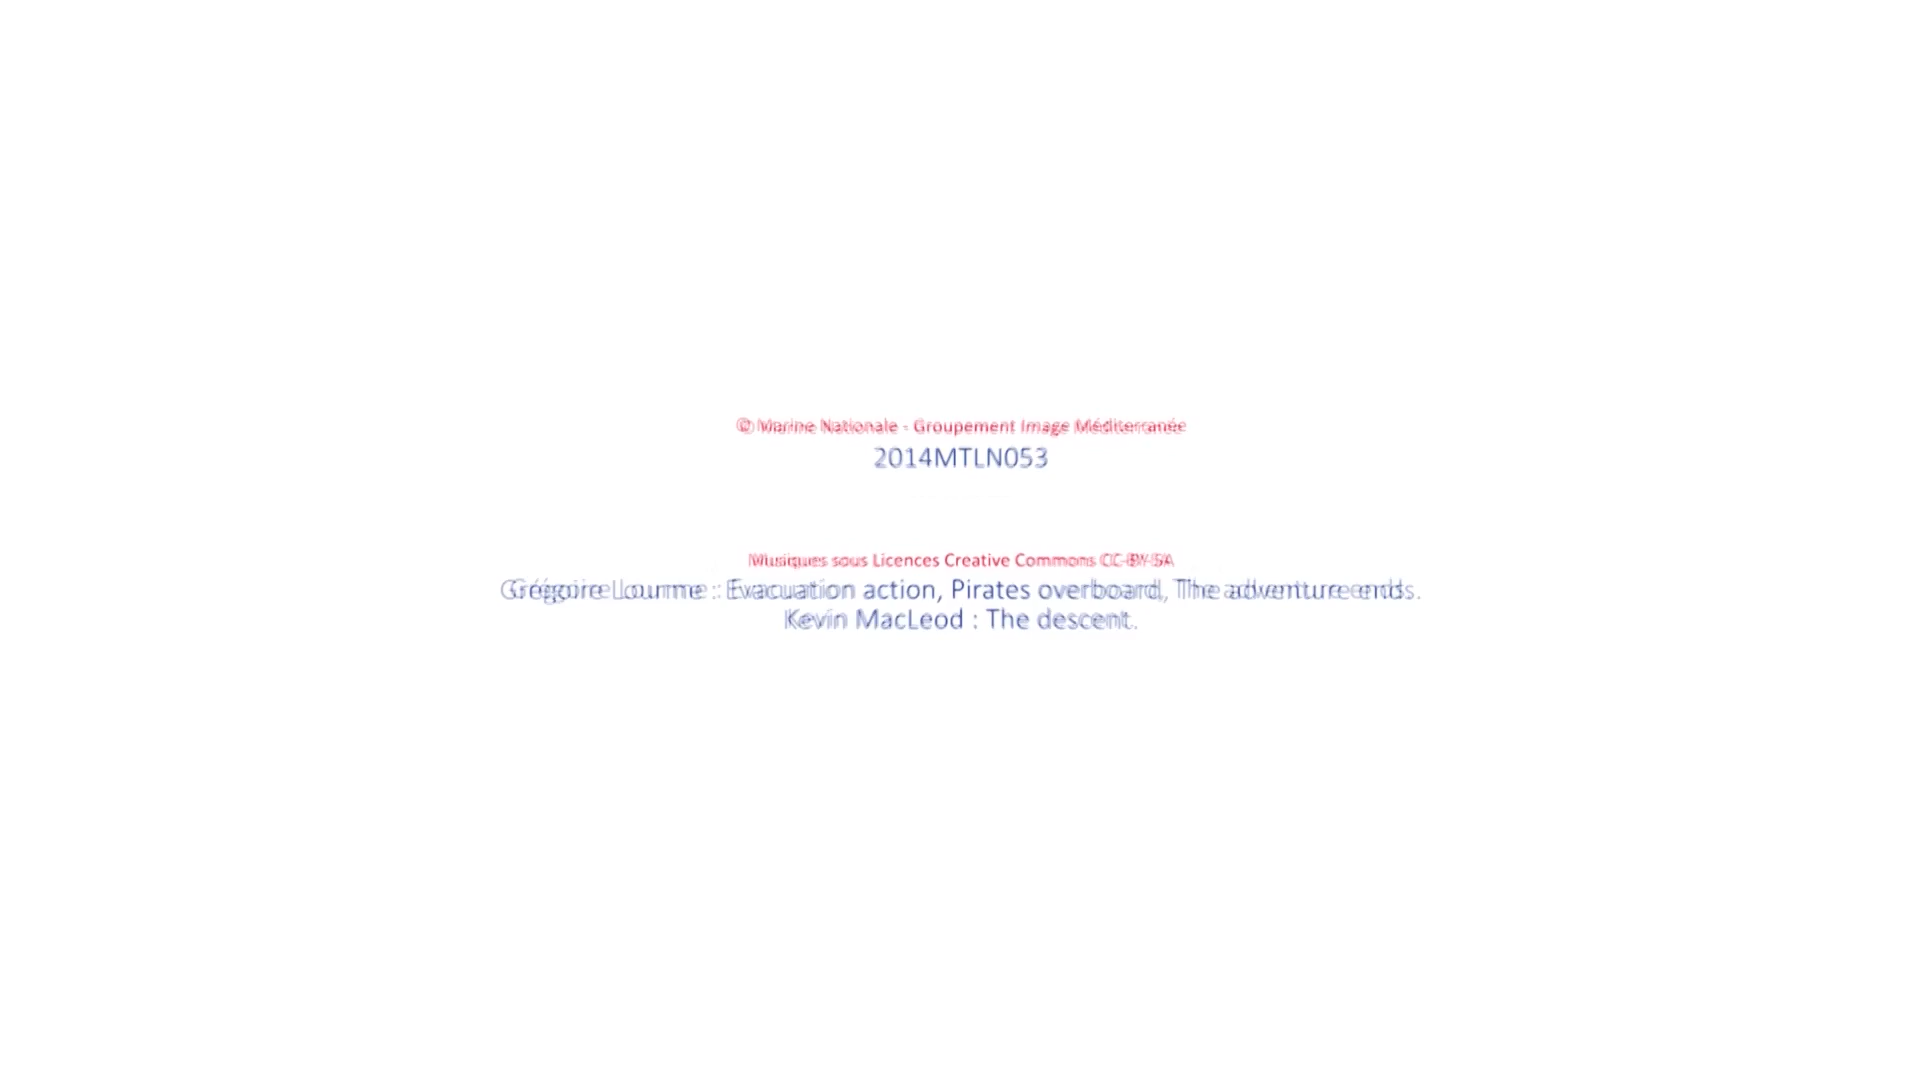 © Marine Nationale - Groupement Image Méditerranée
2014MTLN053
Musiques sous Licences Creative Commons CC-BY-SA
Grégoire Lourme : Evacuation action, Pirates overboard, The adventure ends.
Kevin MacLeod : The descent.